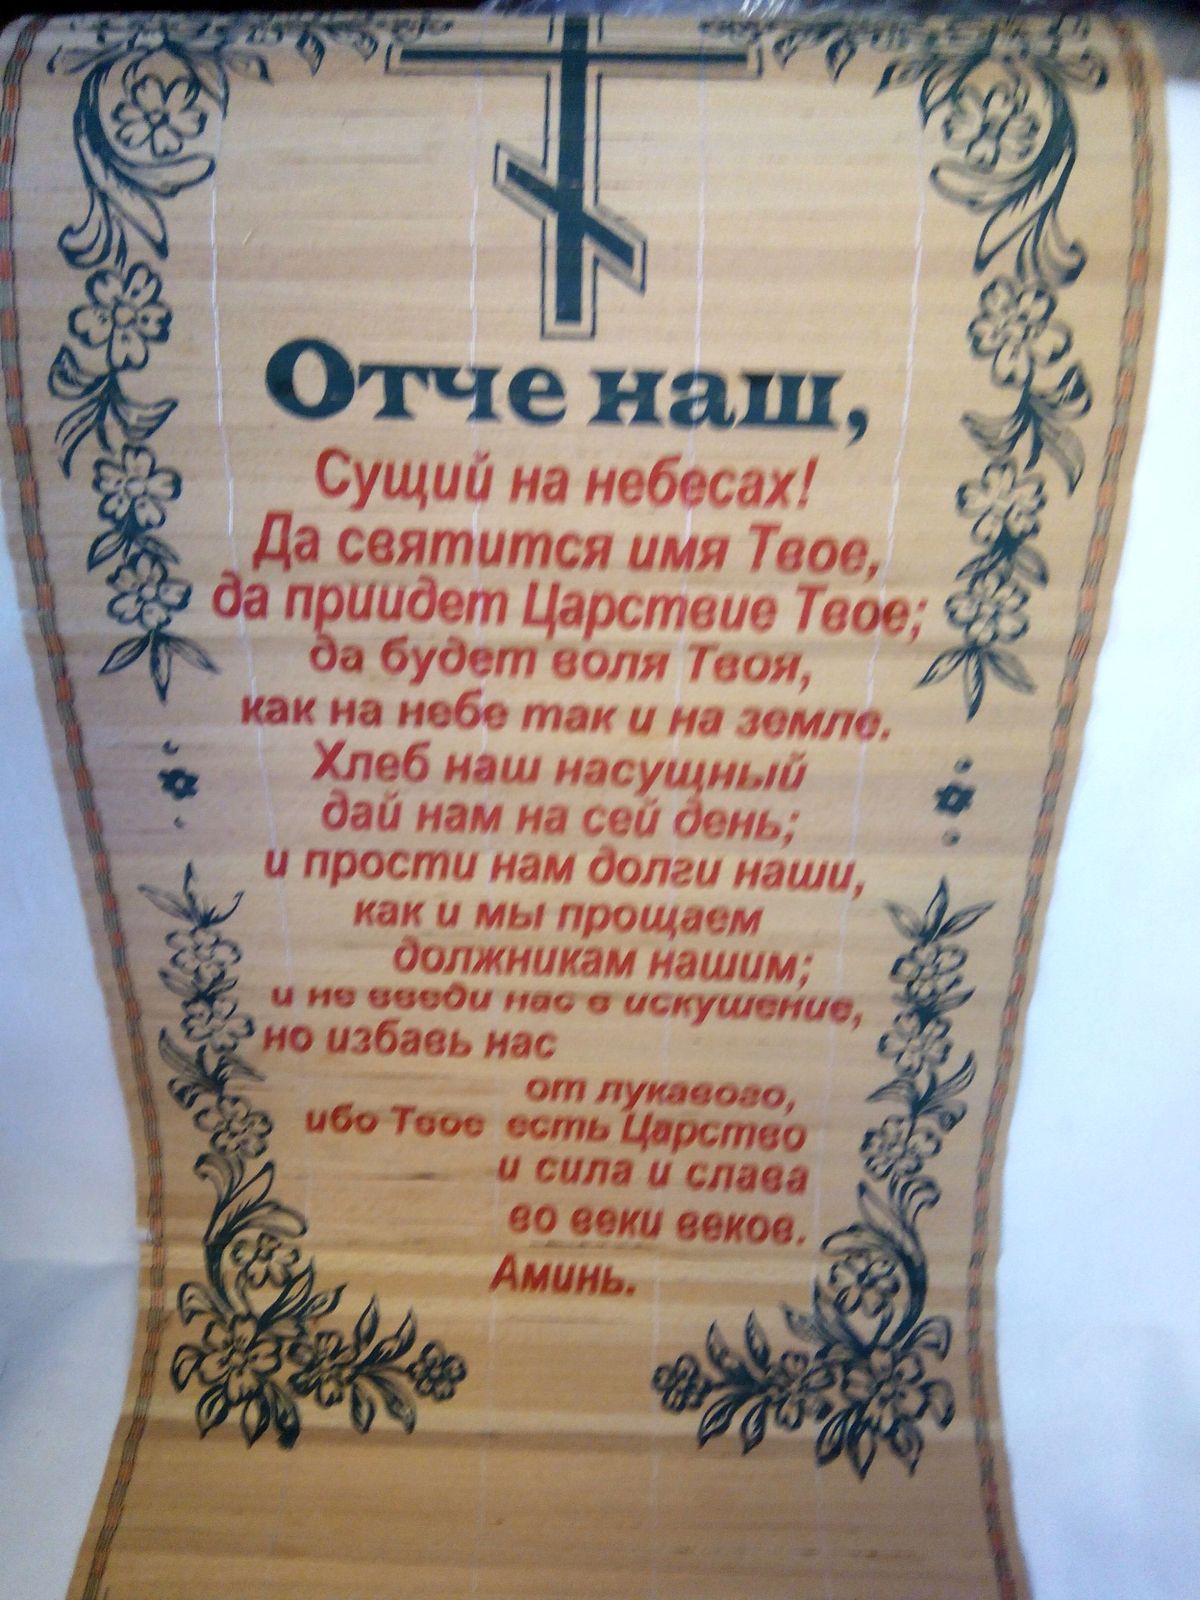 Отче наш,
Сущий на небесах!
Да святится имя Твое,
да приидет Царствие Твое;
да будет воля Твоя,
как на небе так и на земле.
Хлеб наш насущный
дай нам на сей день;
и прости нам долги наши,
как и мы прощаем
должникам нашим;
и не введи нас в искушение,
но избавь нас
от лукавого,
ибо Твое есть Царство
и сила и слава
во веки веков.
Аминь.